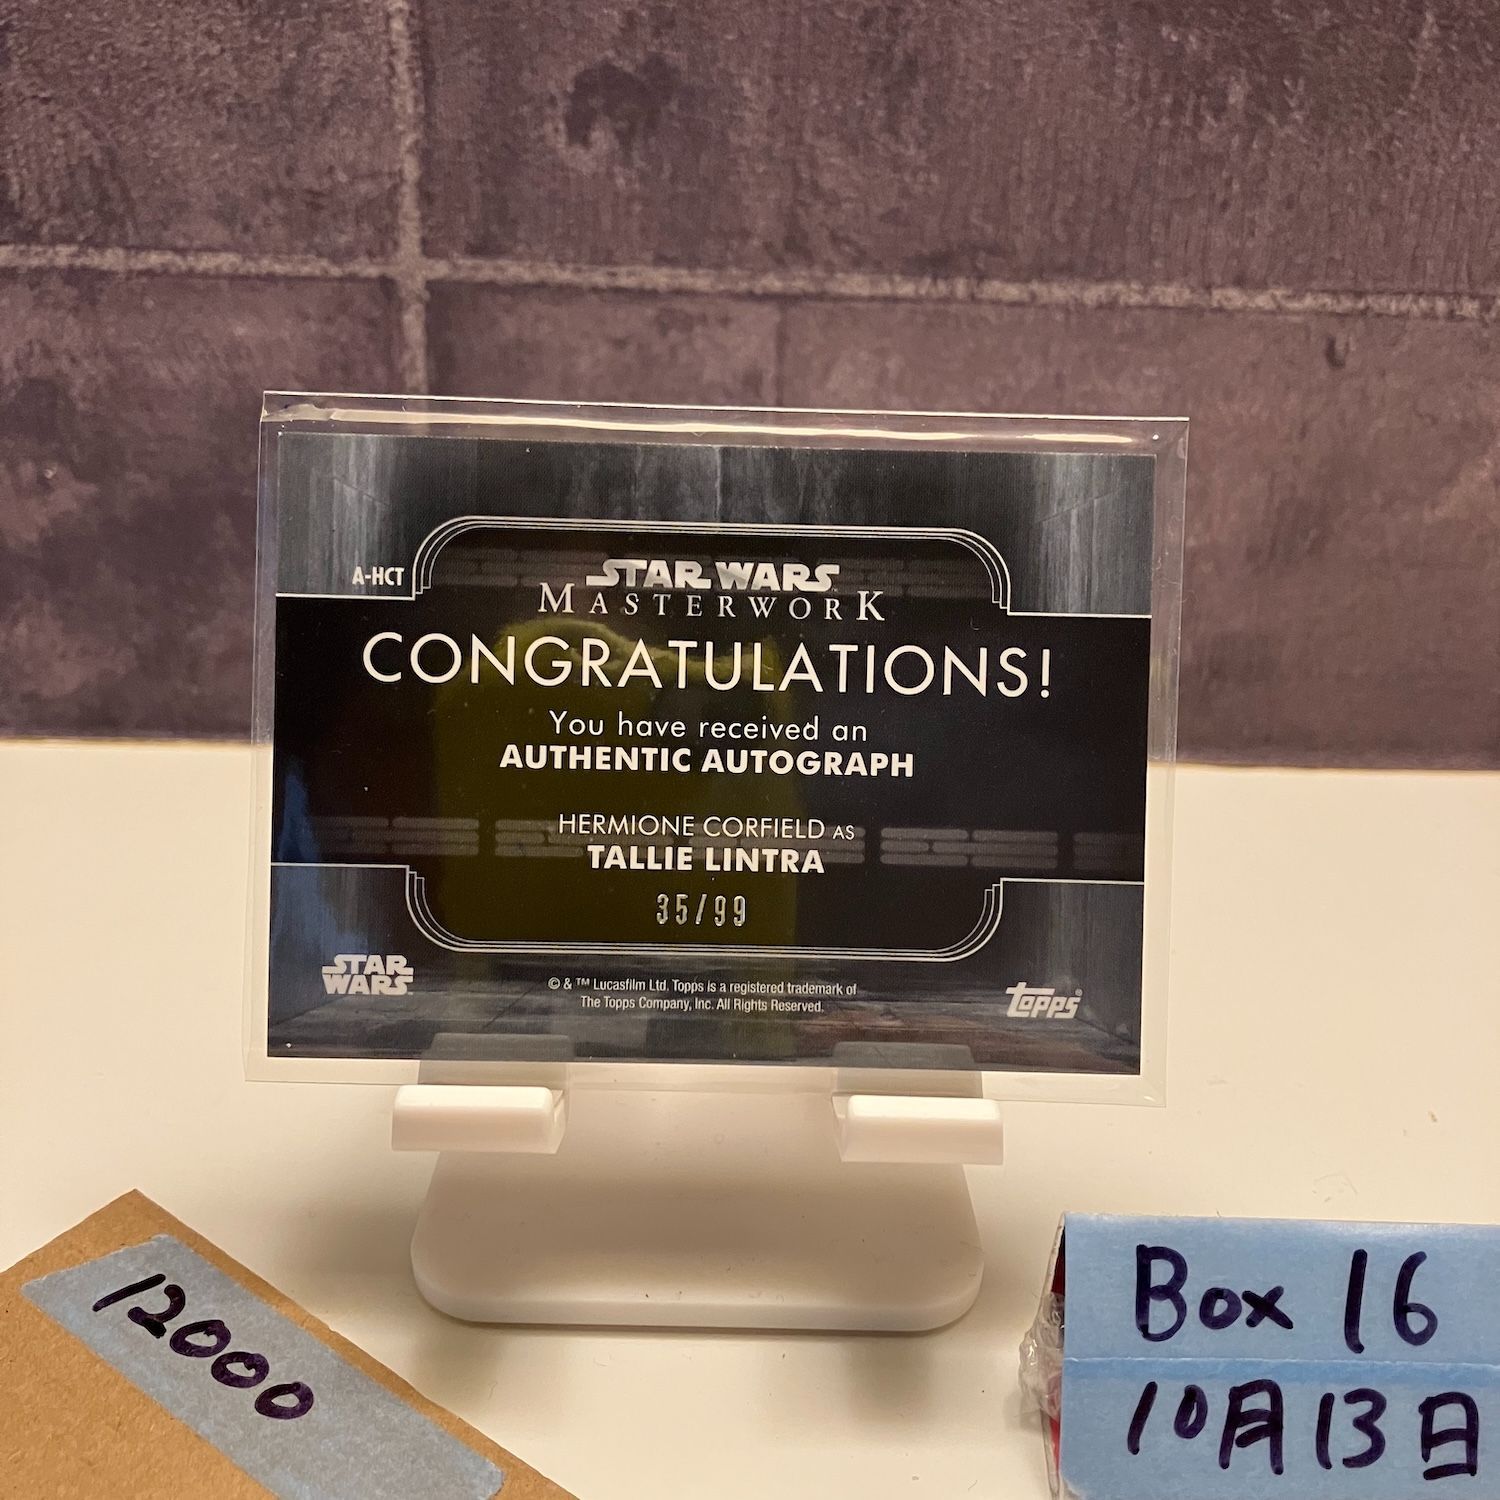 A-HCT
STAR WARS
MASTERWORK
CONGRATULATIONS!
You have received an
AUTHENTIC AUTOGRAPH
HERMIONE CORFIELD AS
TALLIE LINTRA
35/99
STAR
WARS
© & ™ Lucasfilm Ltd. Topps is a registered trademark of
The Topps Company, Inc. All Rights Reserved.
Topps®
12000
Box 16
10月13日